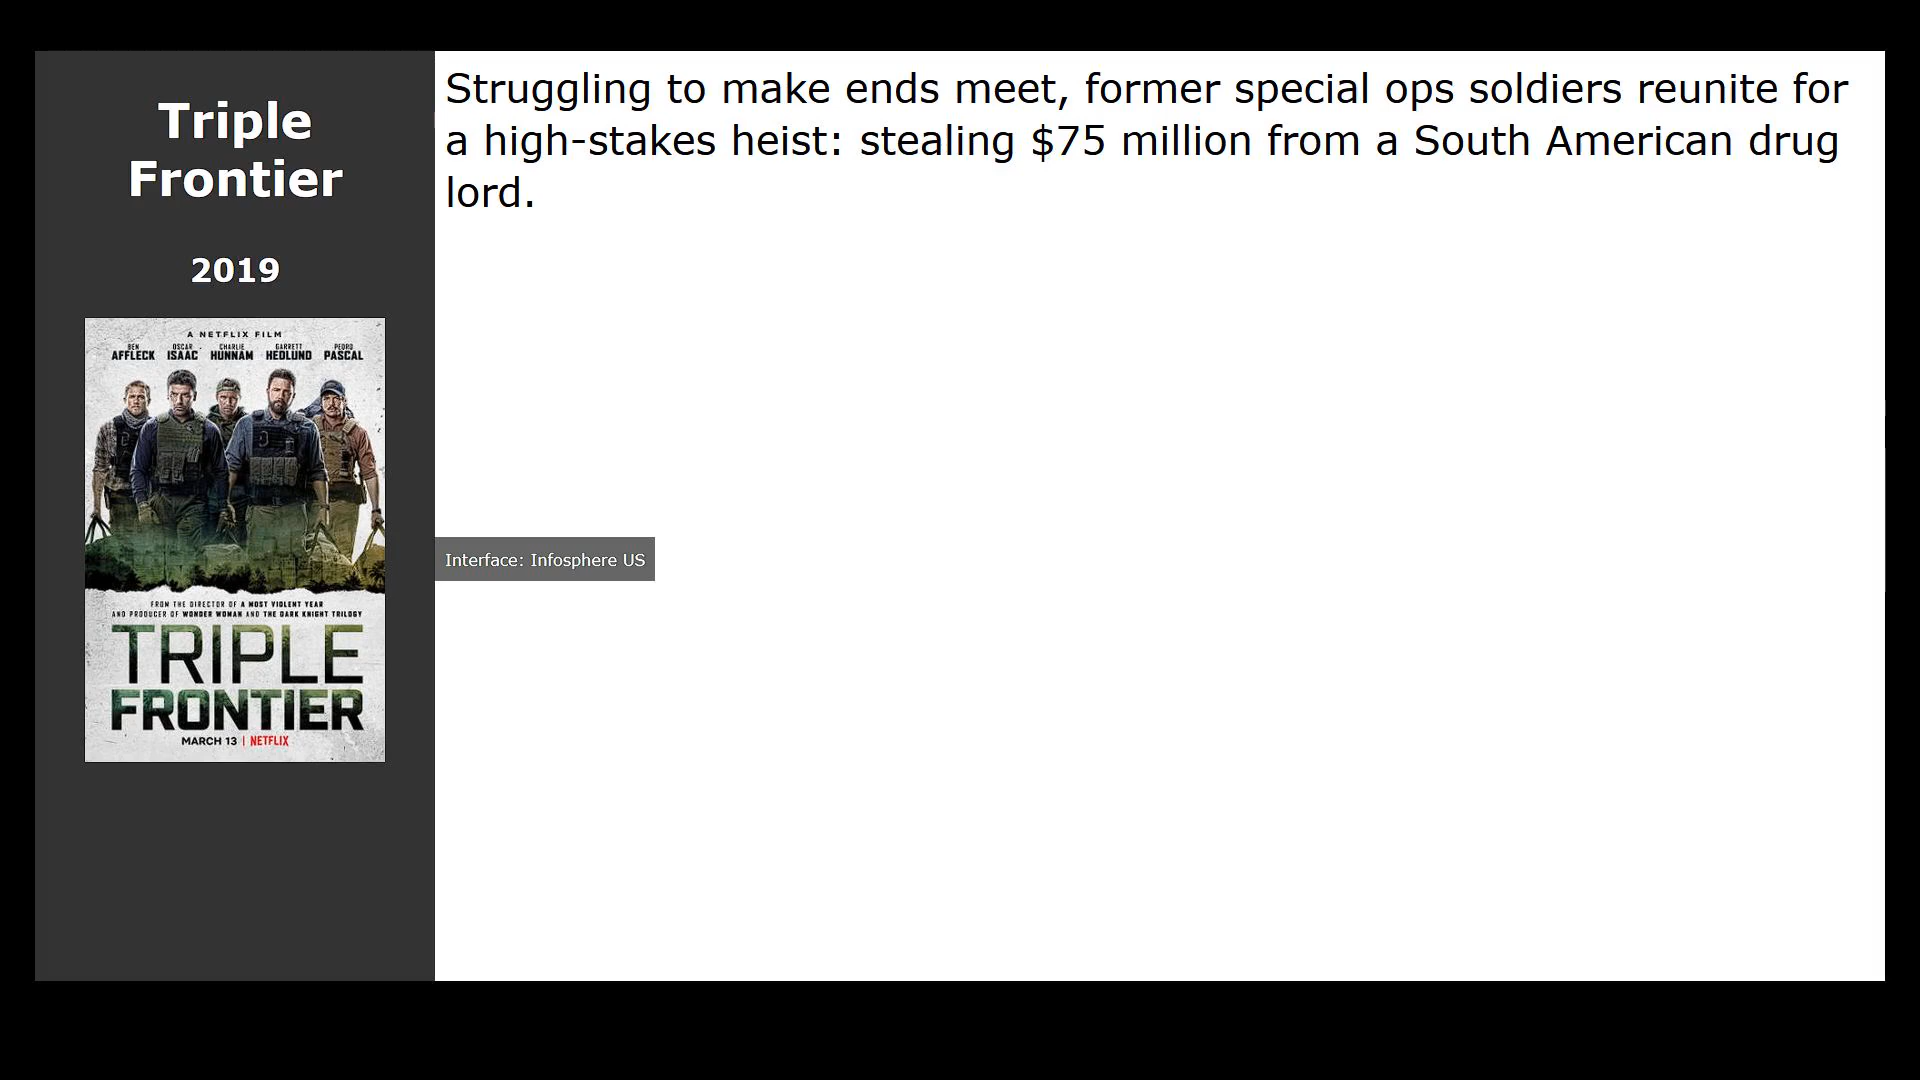 Triple
Frontier
2019
A NETFLIX FILM
BEN AFFLECK OSCAR ISAAC CHARLIE HUNNAM GARRETT HEDLUND PEDRO PASCAL
FROM THE DIRECTOR OF A MOST VIOLENT YEAR
AND PRODUCER OF WONDER WOMAN AND THE DARK KNIGHT TRILOGY
TRIPLE
FRONTIER
MARCH 13 | NETFLIX
Struggling to make ends meet, former special ops soldiers reunite for
a high-stakes heist: stealing $75 million from a South American drug
lord.
Interface: Infosphere US